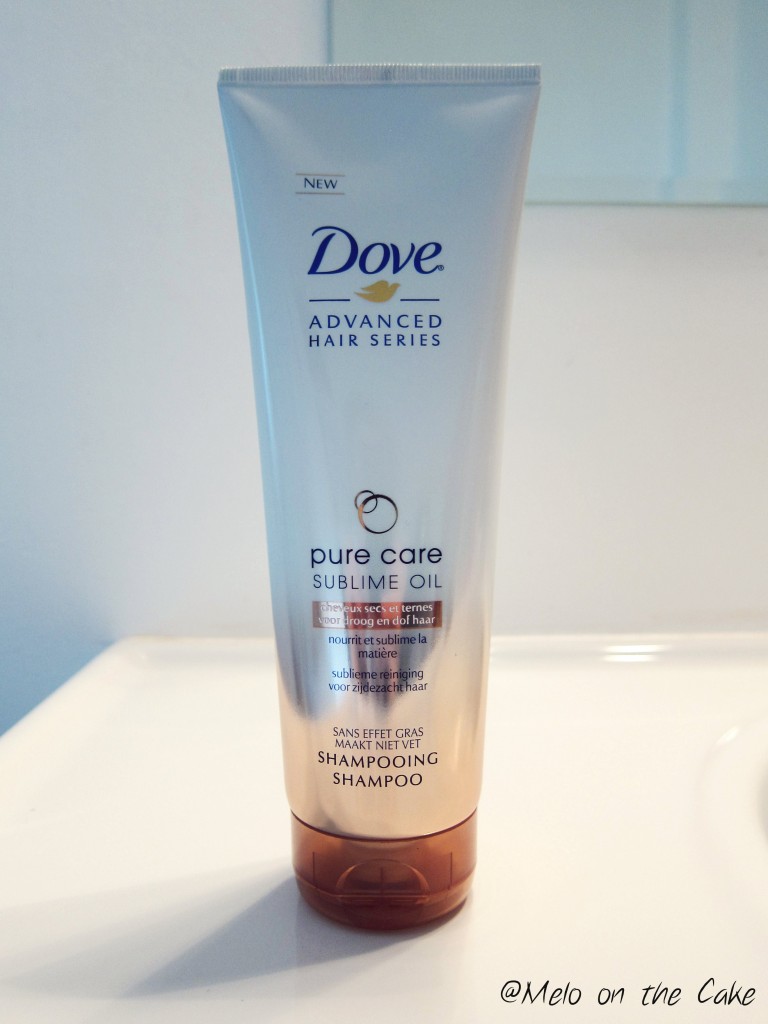 NEW
Dove®
ADVANCED
HAIR SERIES
pure care
SUBLIME OIL
cheveux secs et ternes
voor droog en dof haar
nourrit et sublime la
matière
sublieme reiniging
voor zijdezacht haar
SANS EFFET GRAS
MAAKT NIET VET
SHAMPOOING
SHAMPOO
@Melo on the Cake